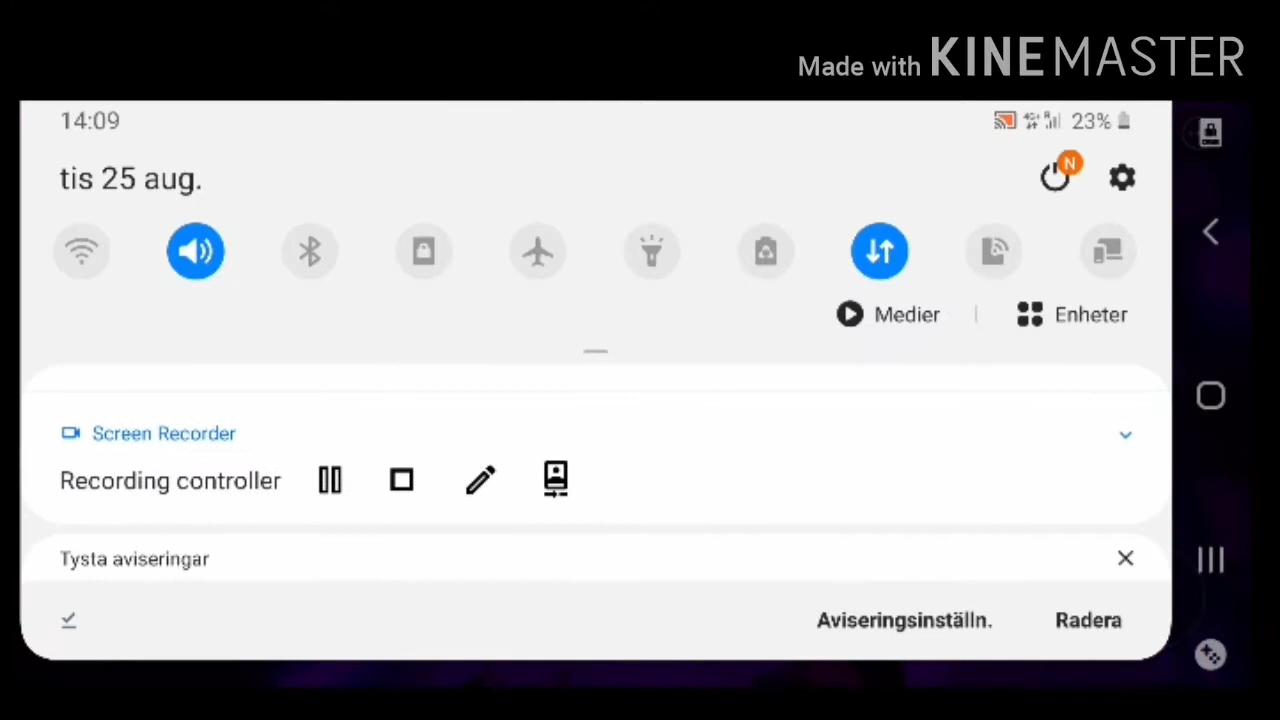 Made with KINEMASTER
14:09
23%
tis 25 aug.
N
Medier
Enheter
Screen Recorder
Recording controller
Tysta aviseringar
Aviseringsinställn.
Radera